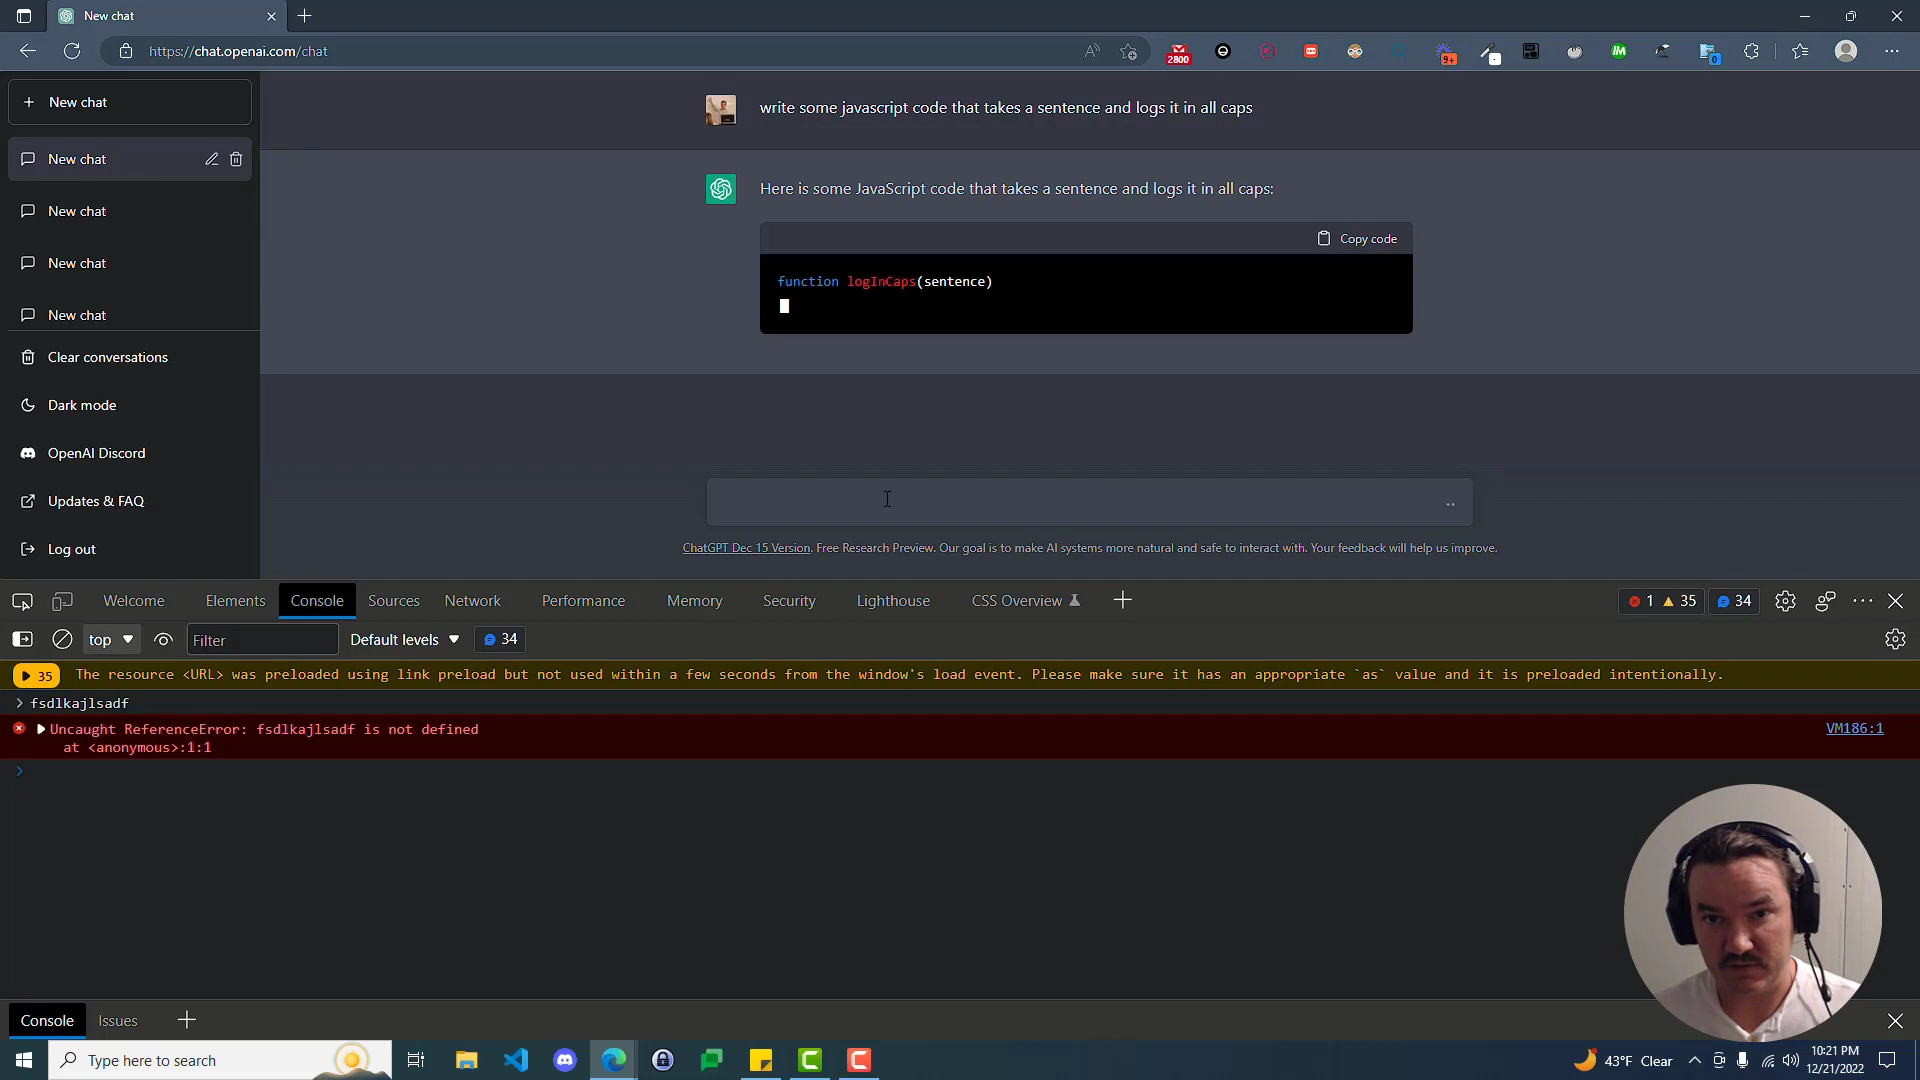 New chat
https://chat.openai.com/chat
2800
9+
0
New chat
New chat
New chat
New chat
New chat
Clear conversations
Dark mode
OpenAI Discord
Updates & FAQ
Log out
write some javascript code that takes a sentence and logs it in all caps
Here is some JavaScript code that takes a sentence and logs it in all caps:
Copy code
function logInCaps(sentence)
ChatGPT Dec 15 Version. Free Research Preview. Our goal is to make AI systems more natural and safe to interact with. Your feedback will help us improve.
Welcome Elements Console Sources Network Performance Memory Security Lighthouse CSS Overview 1 35 34
top Filter Default levels 34
35 The resource <URL> was preloaded using link preload but not used within a few seconds from the window's load event. Please make sure it has an appropriate `as` value and it is preloaded intentionally.
> fsdlkajlsadf
Uncaught ReferenceError: fsdlkajlsadf is not defined VM186:1
at <anonymous>:1:1
>
Console Issues
Type here to search
43°F Clear
10:21 PM
12/21/2022